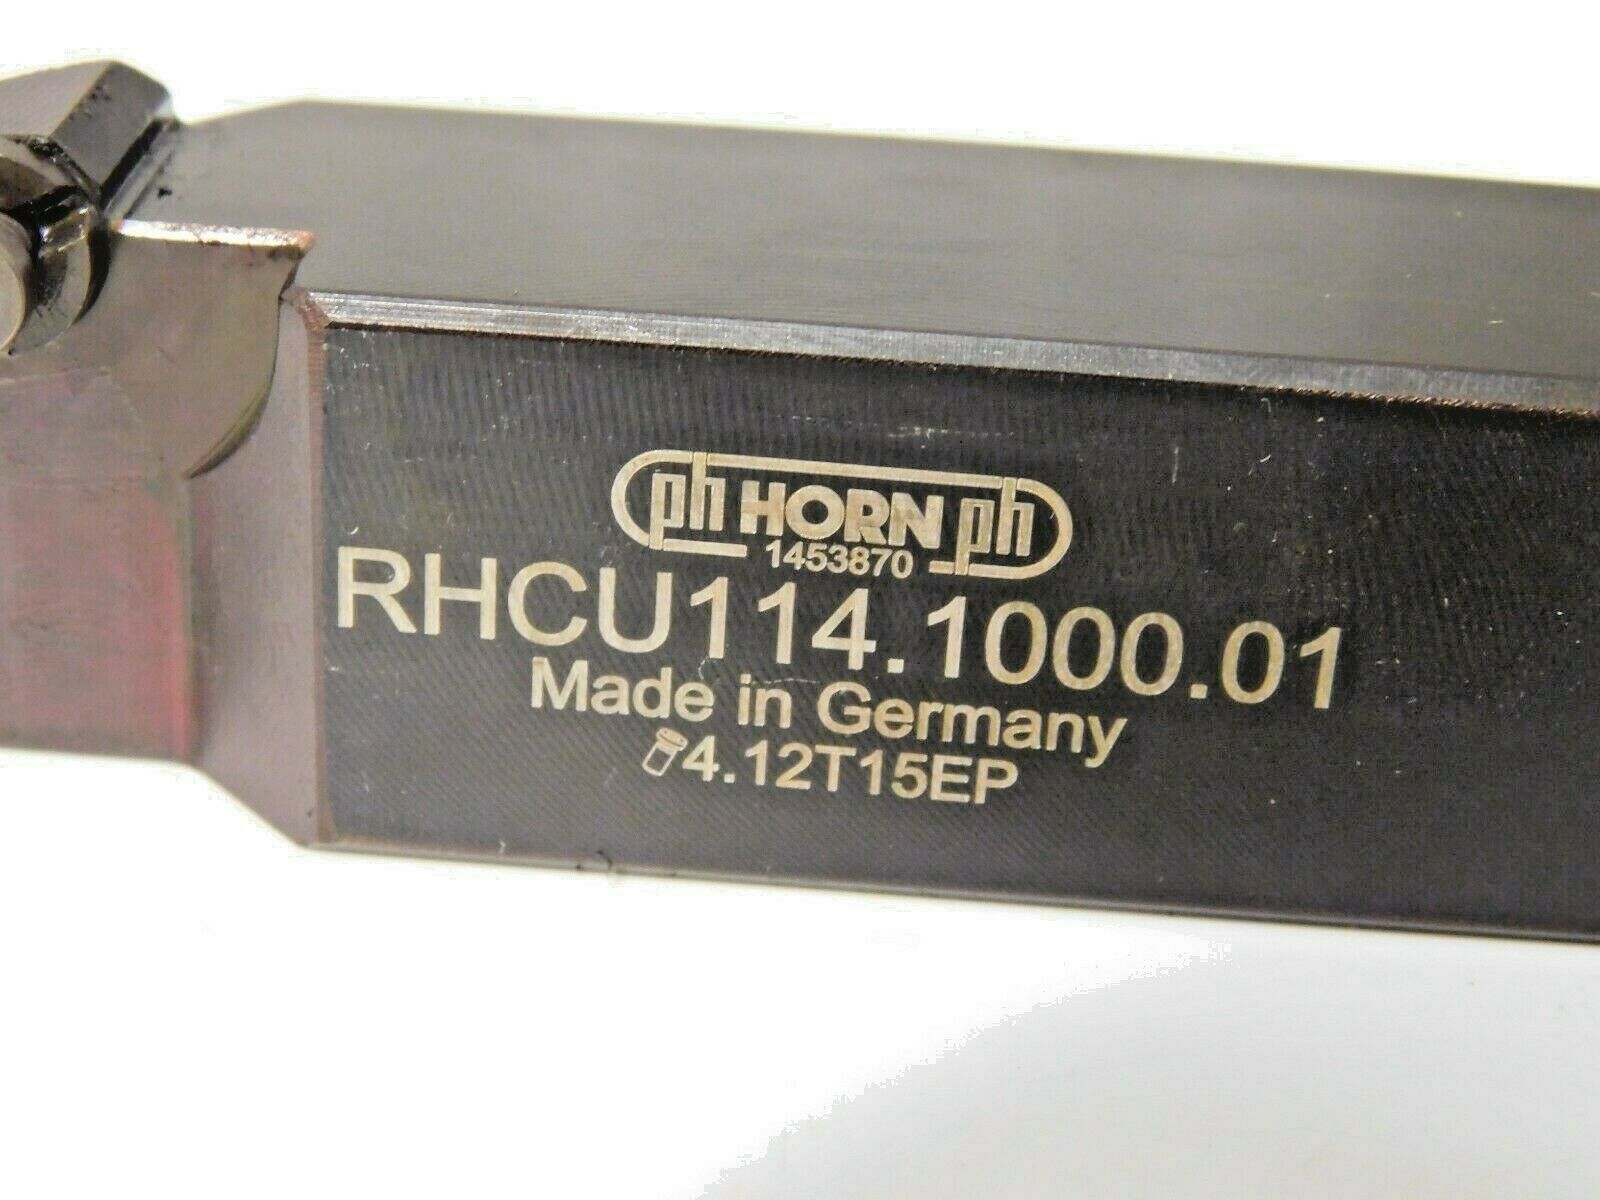 ph HORN ph
1453870
RHCU114.1000.01
Made in Germany
4.12T15EP